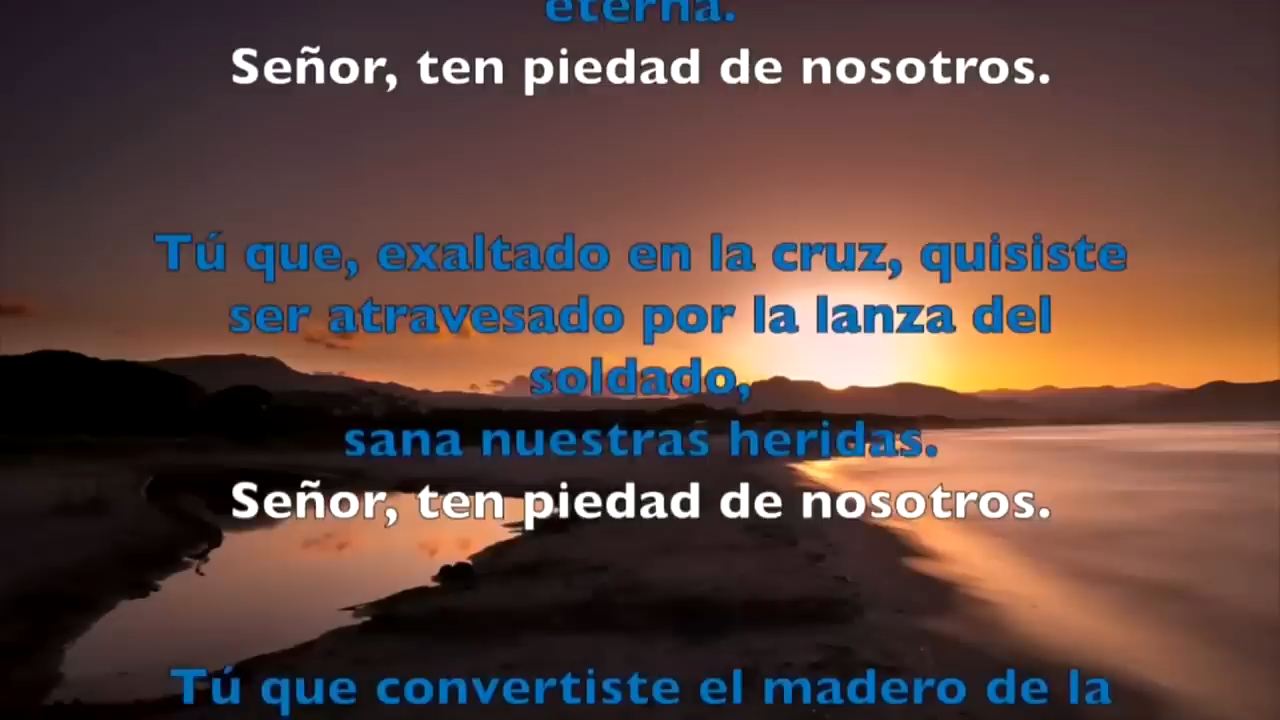 eterna.
Señor, ten piedad de nosotros.
Tú que, exaltado en la cruz, quisiste
ser atravesado por la lanza del
soldado,
sana nuestras heridas.
Señor, ten piedad de nosotros.
Tú que convertiste el madero de la